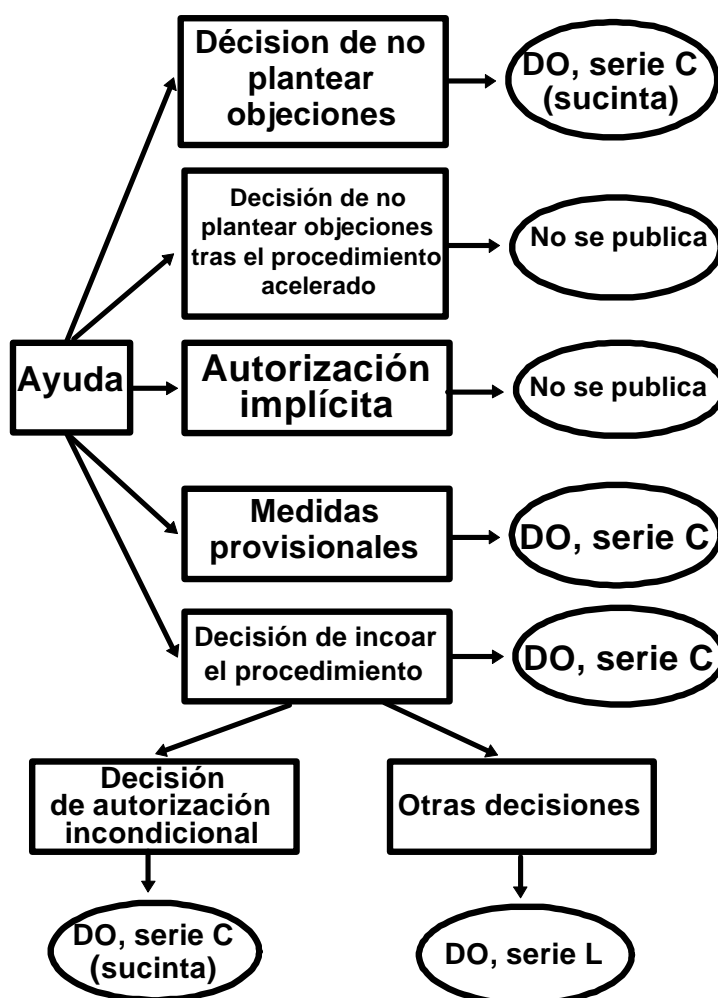 Décision de no
plantear
objeciones
DO, serie C
(sucinta)
Decisión de no
plantear objeciones
tras el procedimiento
acelerado
No se publica
Ayuda
Autorización
implícita
No se publica
Medidas
provisionales
DO, serie C
Decisión de incoar
el procedimiento
DO, serie C
Decisión
de autorización
incondicional
Otras decisiones
DO, serie C
(sucinta)
DO, serie L